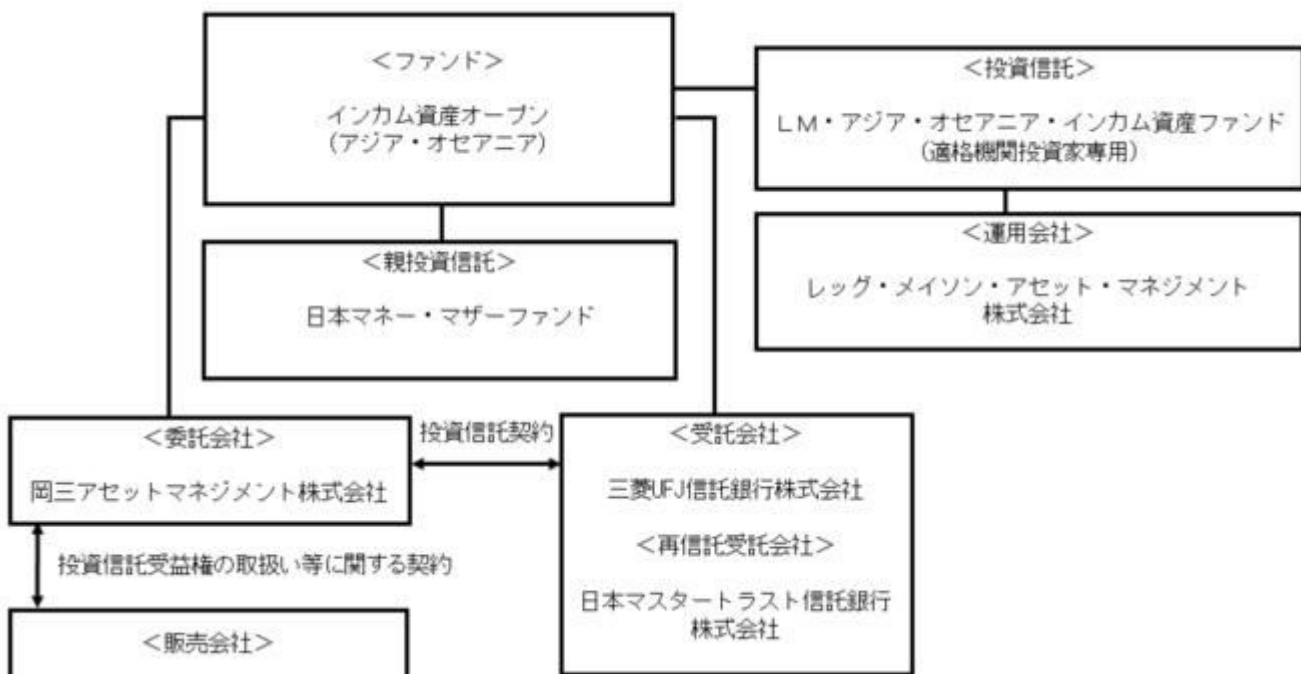 ＜ファンド＞
インカム資産オープン
(アジア・オセアニア)
＜投資信託＞
ＬＭ・アジア・オセアニア・インカム資産ファンド
(適格機関投資家専用)
＜運用会社＞
レッグ・メイソン・アセット・マネジメント
株式会社
＜親投資信託＞
日本マネー・マザーファンド
＜委託会社＞
岡三アセットマネジメント株式会社
投資信託契約
＜受託会社＞
三菱UFJ信託銀行株式会社
＜再信託受託会社＞
日本マスタートラスト信託銀行
株式会社
投資信託受益権の取扱い等に関する契約
＜販売会社＞